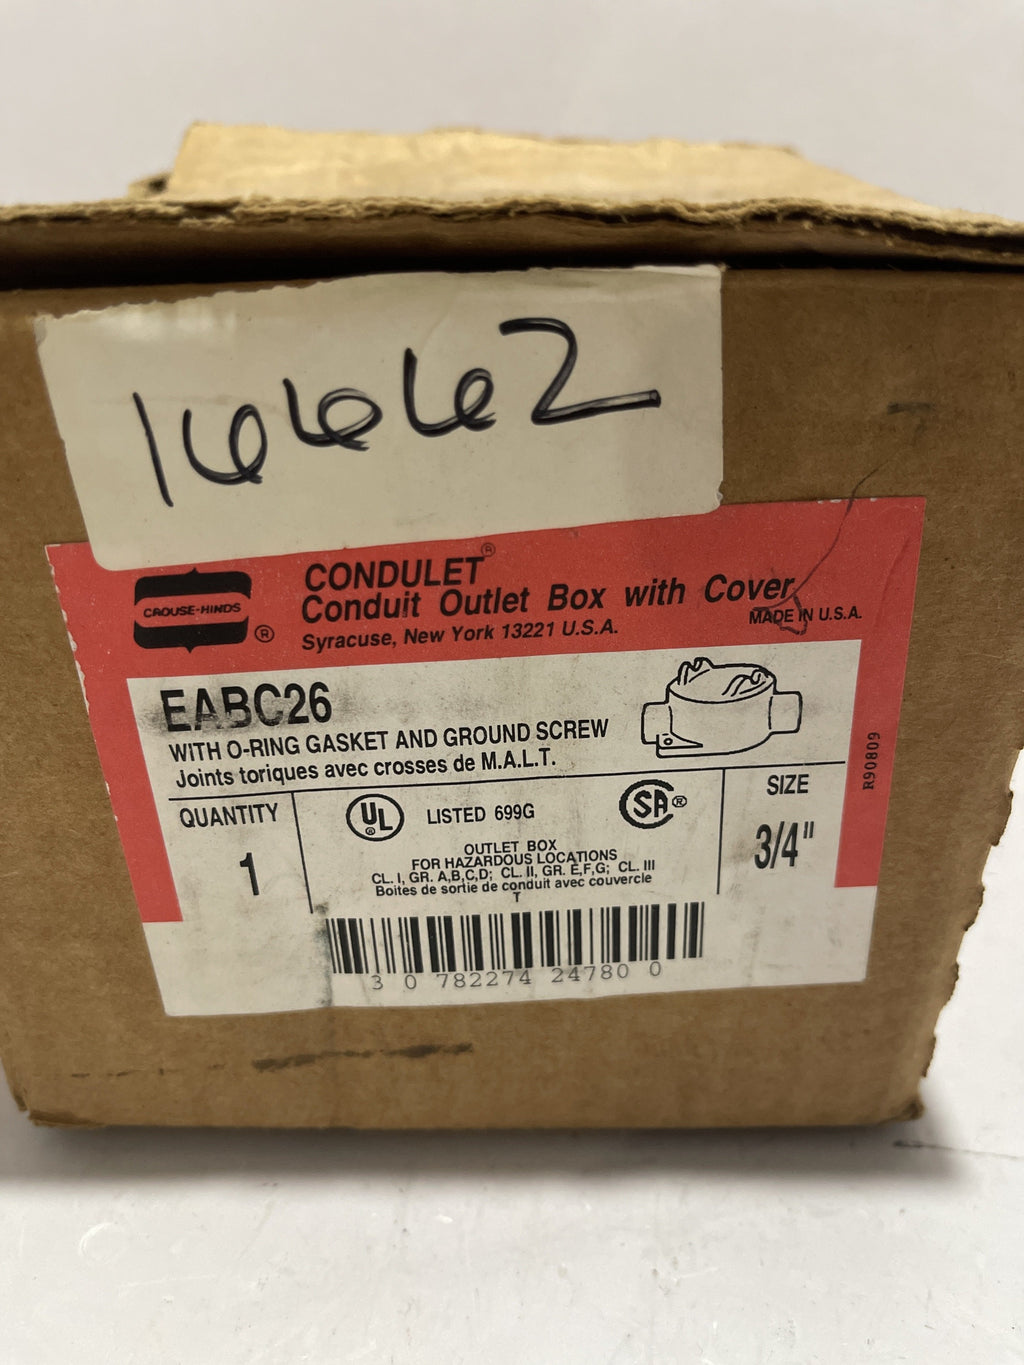 16662
CONDULET®
Conduit Outlet Box with Cover
Syracuse, New York 13221 U.S.A.
MADE IN U.S.A.
CROUSE-HINDS ®
EABC26
WITH O-RING GASKET AND GROUND SCREW
Joints toriques avec crosses de M.A.L.T.
QUANTITY
1
UL ®
LISTED 699G
SA ®
OUTLET BOX
FOR HAZARDOUS LOCATIONS
CL. I, GR. A,B,C,D; CL. II, GR. E,F,G; CL. III
Boites de sortie de conduit avec couvercle
T
SIZE
3/4"
R90809
3 0 782274 24780 0